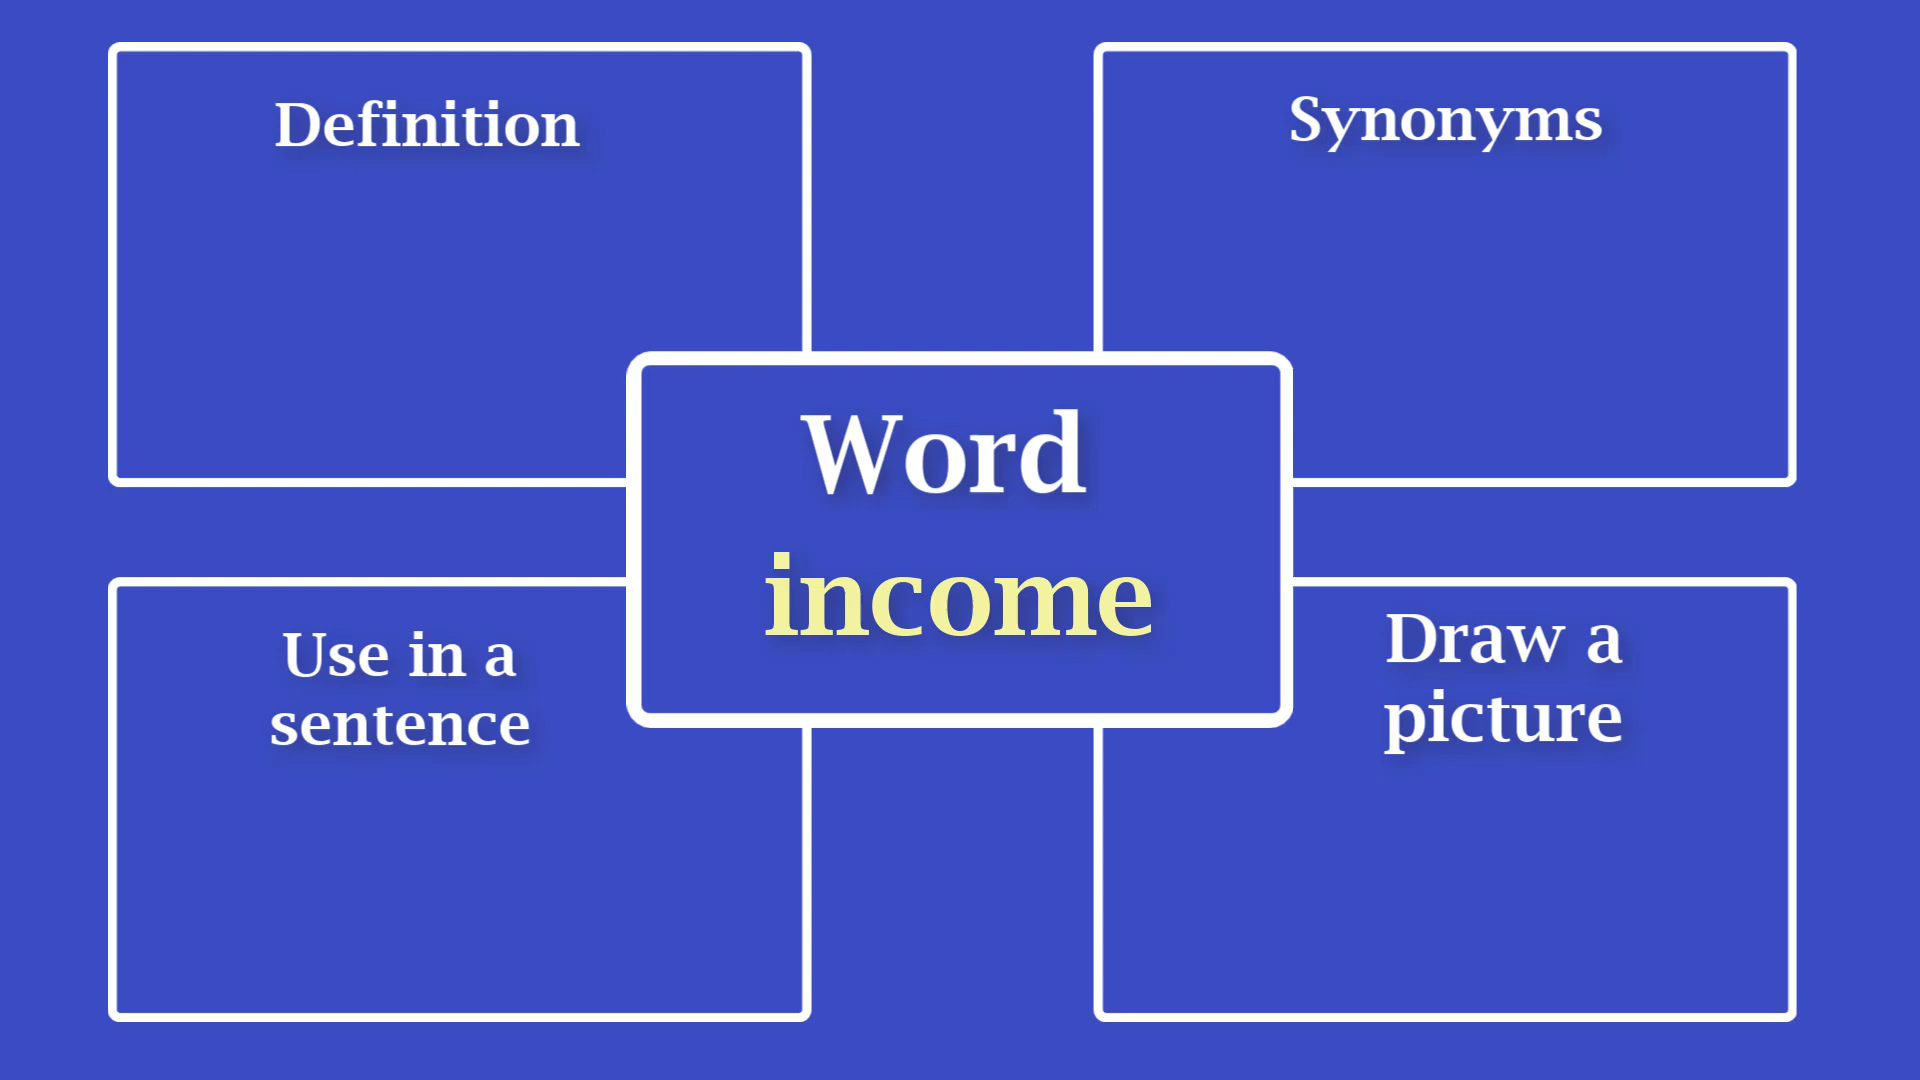 Definition
Synonyms
Word
income
Use in a
sentence
Draw a
picture